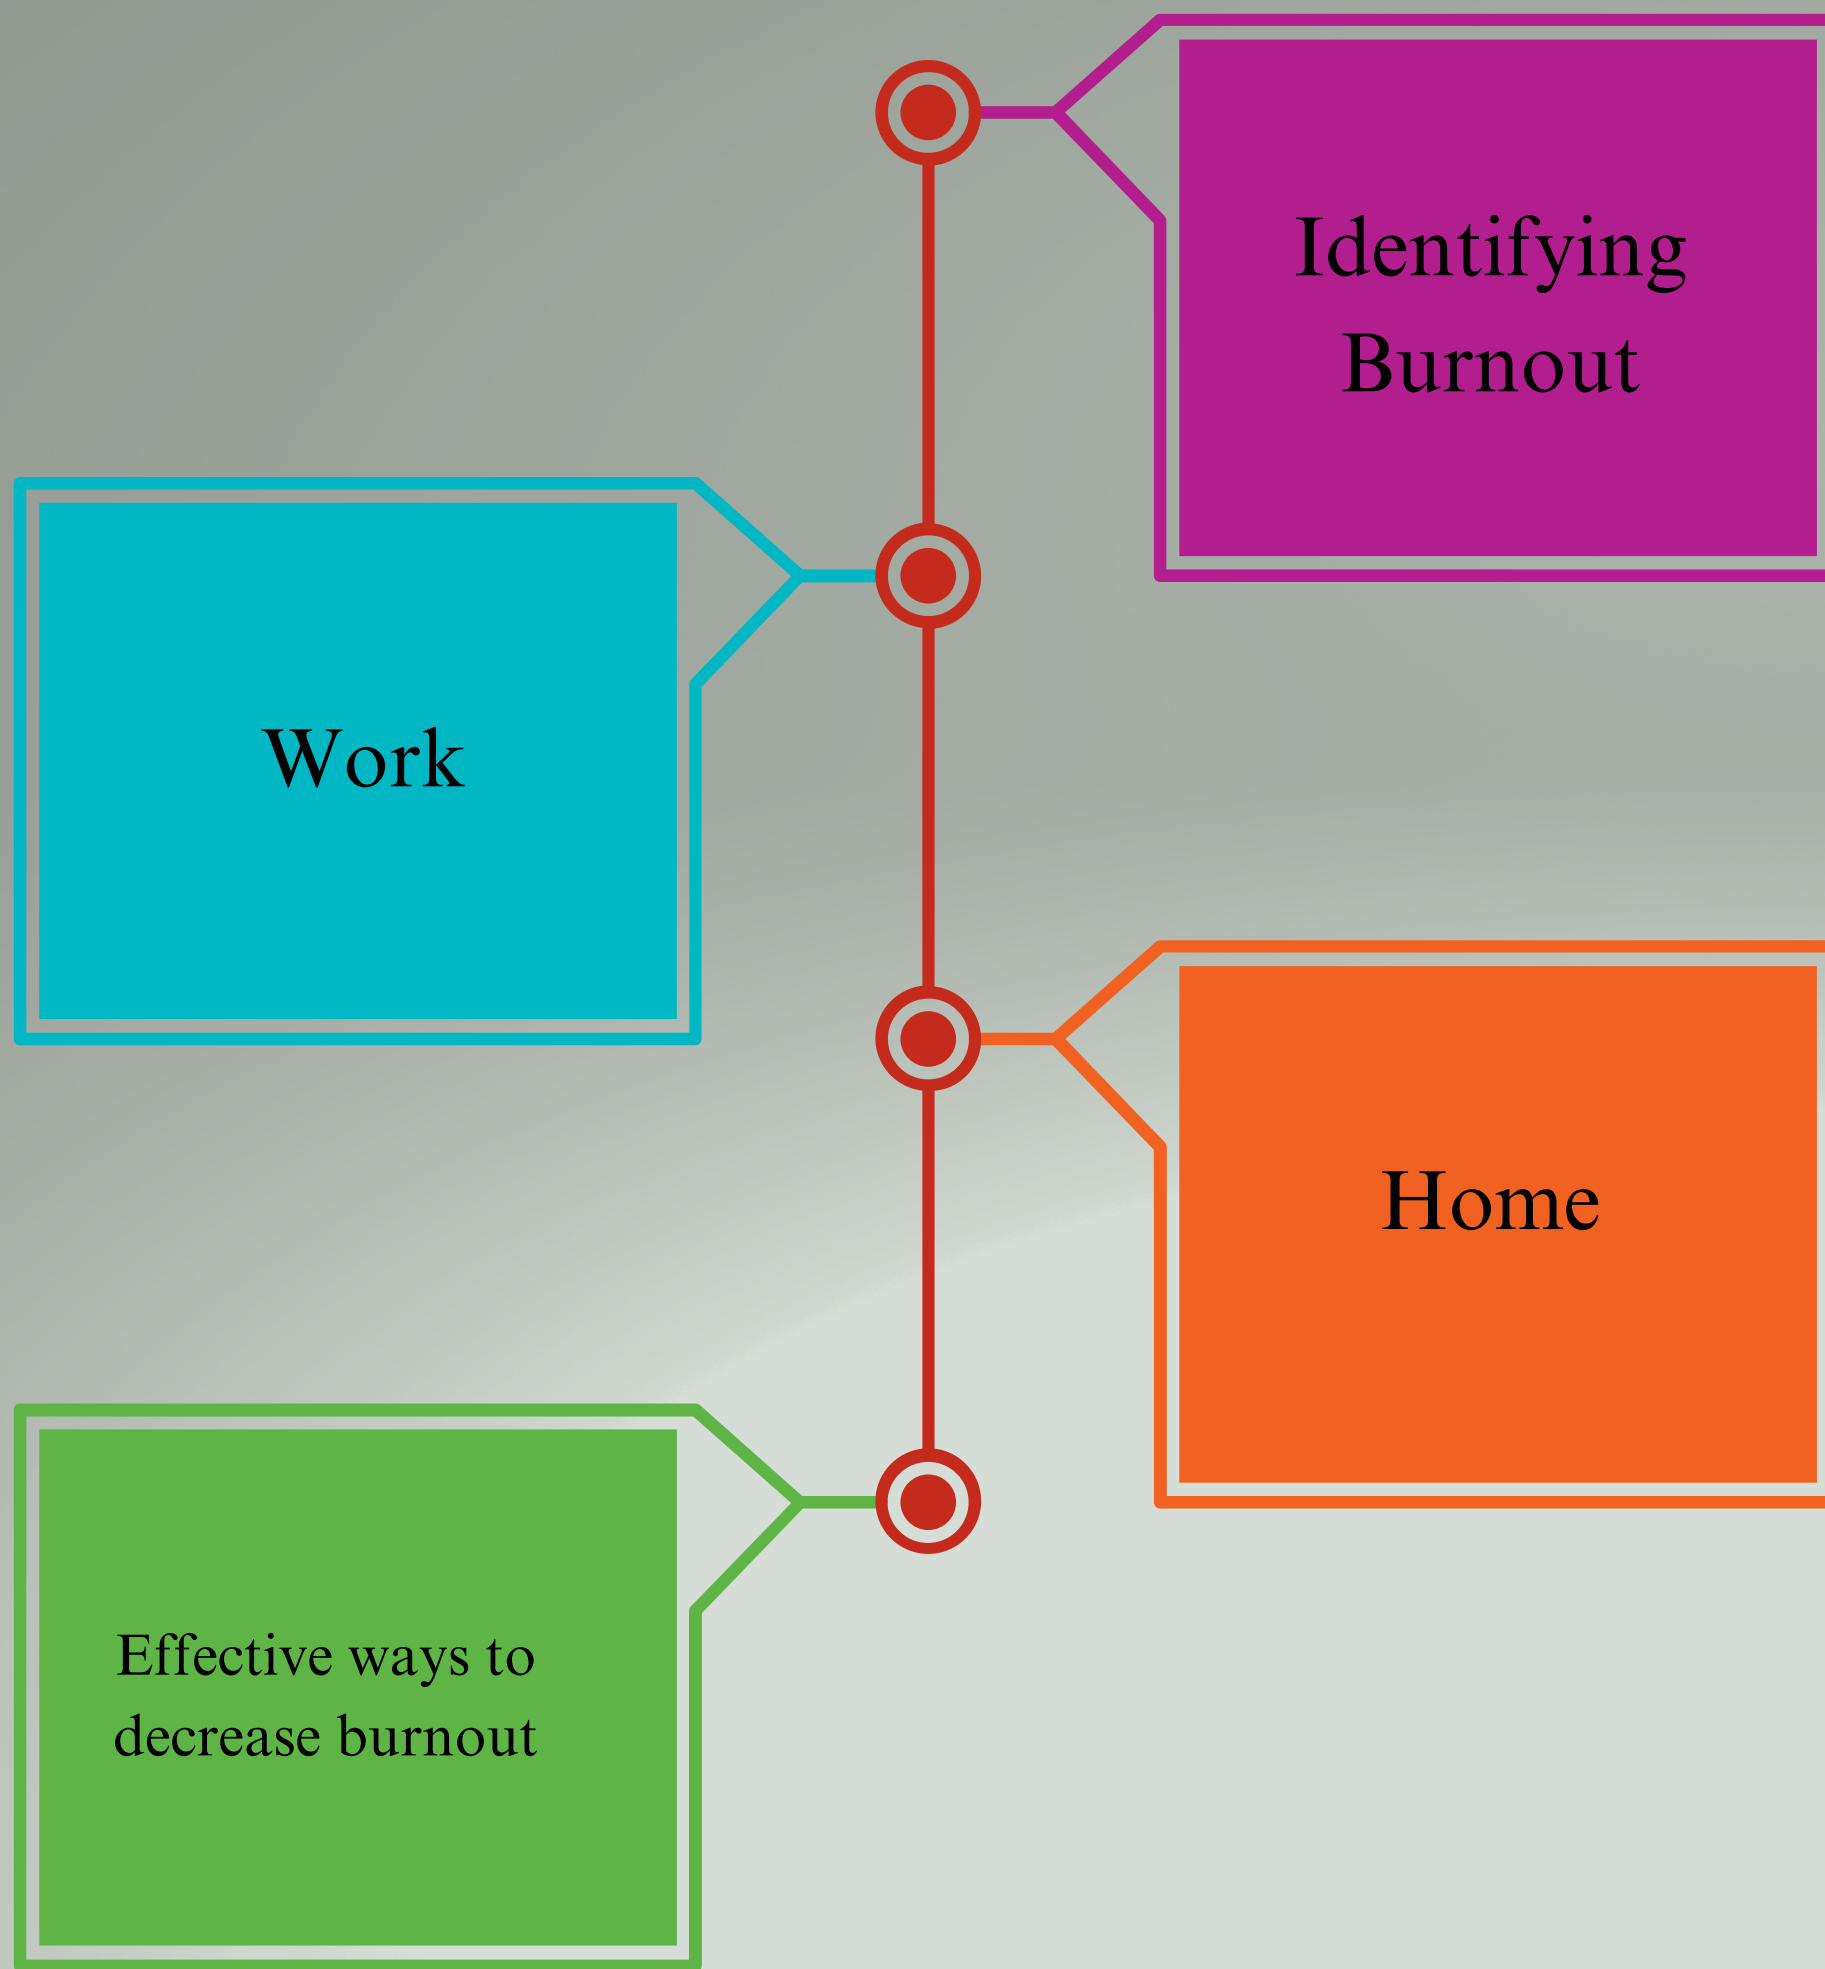 Identifying
Burnout
Work
Home
Effective ways to
decrease burnout